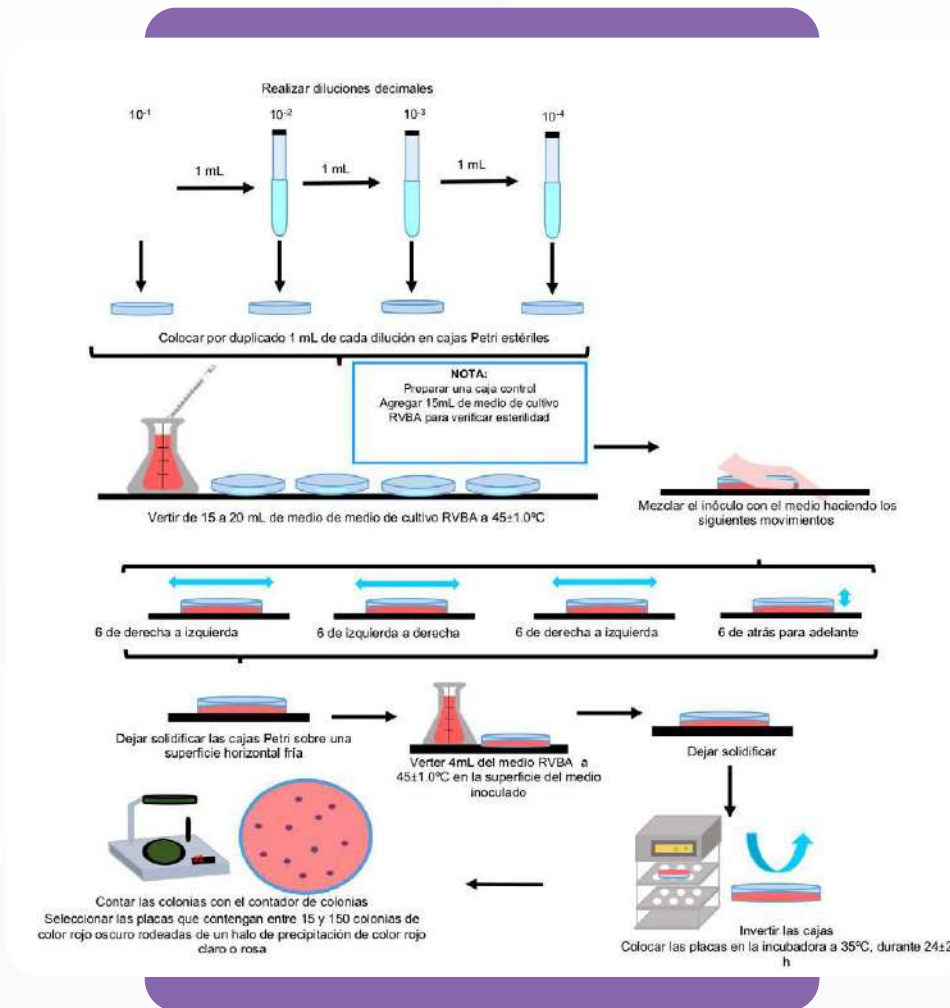 Realizar diluciones decimales
10-1
10-2
10-3
10-4
1 mL
1 mL
1 mL
Colocar por duplicado 1 mL de cada dilución en cajas Petri estériles
NOTA:
Preparar una caja control
Agregar 15mL de medio de cultivo
RVBA para verificar esterilidad
Vertir de 15 a 20 mL de medio de medio de cultivo RVBA a 45±1.0ºC
Mezclar el inóculo con el medio haciendo los
siguientes movimientos
6 de derecha a izquierda
6 de izquierda a derecha
6 de derecha a izquierda
6 de atrás para adelante
Dejar solidificar las cajas Petri sobre una
superficie horizontal fría
Verter 4mL del medio RVBA a
45±1.0ºC en la superficie del medio
inoculado
Dejar solidificar
Contar las colonias con el contador de colonias
Seleccionar las placas que contengan entre 15 y 150 colonias de
color rojo oscuro rodeadas de un halo de precipitación de color rojo
claro o rosa
Invertir las cajas
Colocar las placas en la incubadora a 35ºC, durante 24±2
h